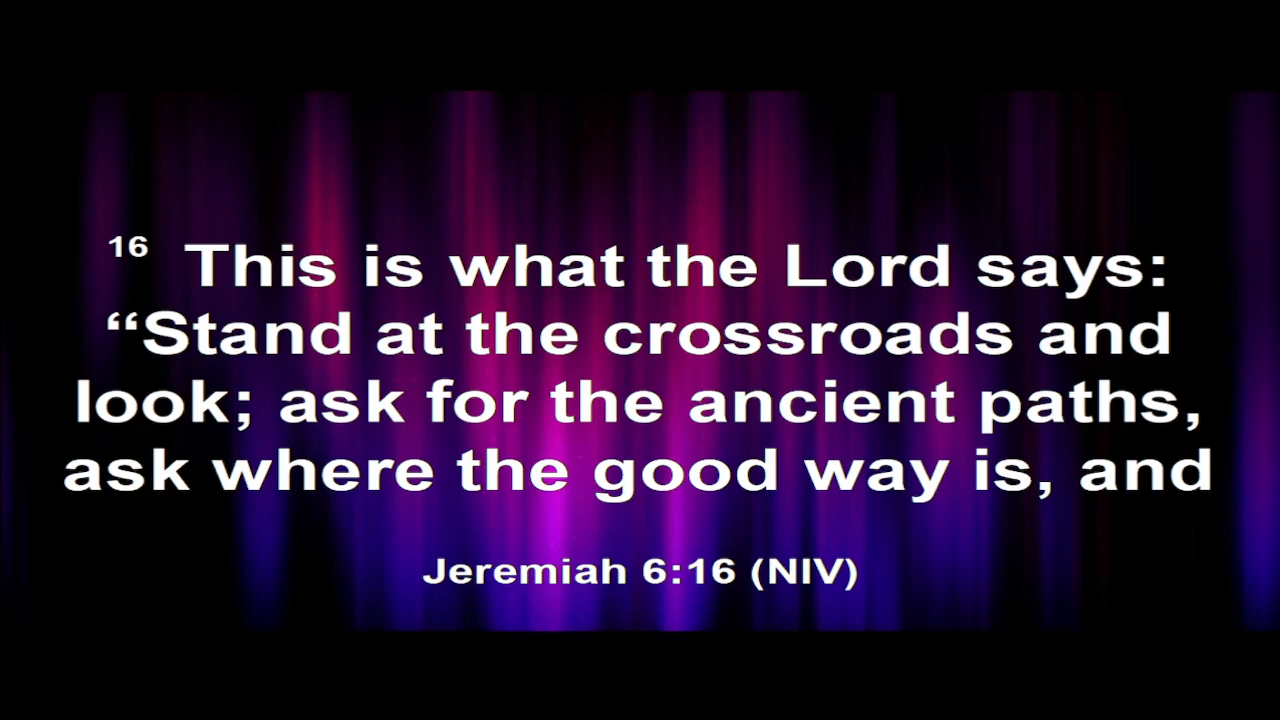 16 This is what the Lord says:
“Stand at the crossroads and
look; ask for the ancient paths,
ask where the good way is, and
Jeremiah 6:16 (NIV)